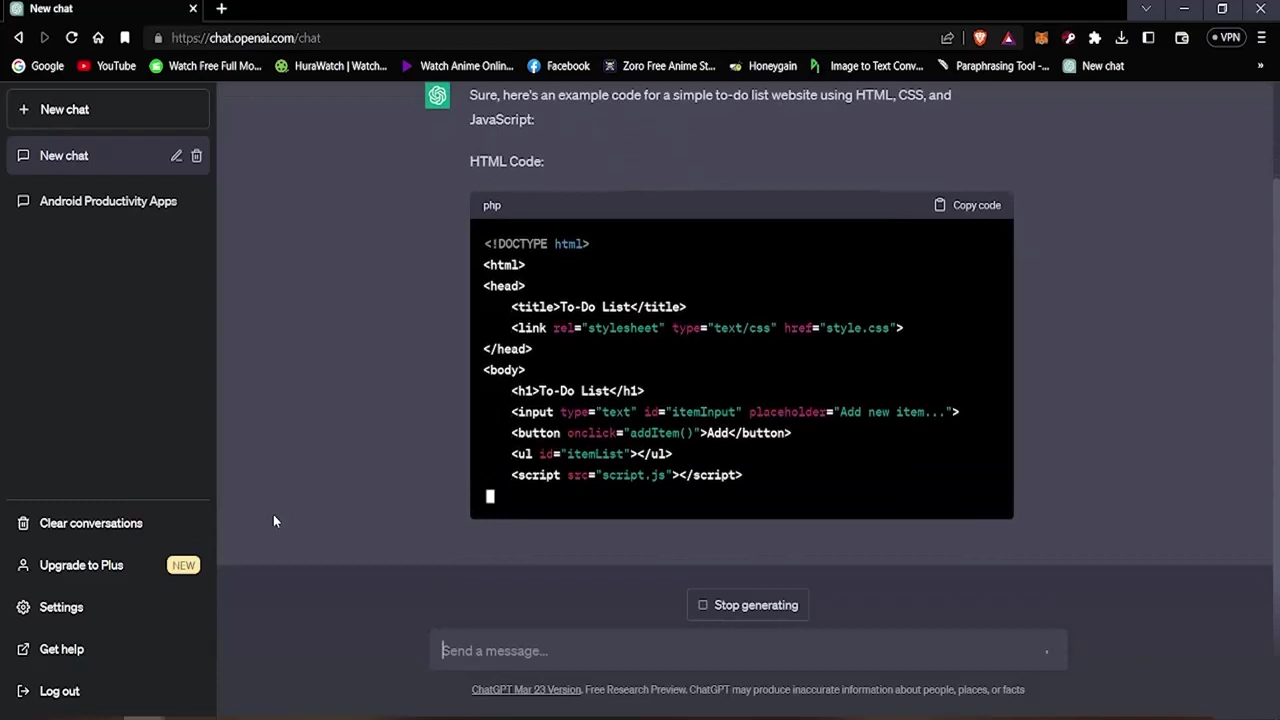 New chat
https://chat.openai.com/chat
VPN
Google
YouTube
Watch Free Full Mo...
HuraWatch | Watch...
Watch Anime Onlin...
Facebook
Zoro Free Anime St...
Honeygain
Image to Text Conv...
Paraphrasing Tool -...
New chat
»
New chat
New chat
Android Productivity Apps
Clear conversations
Upgrade to Plus NEW
Settings
Get help
Log out
Sure, here's an example code for a simple to-do list website using HTML, CSS, and
JavaScript:
HTML Code:
php Copy code
<!DOCTYPE html>
<html>
<head>
    <title>To-Do List</title>
    <link rel="stylesheet" type="text/css" href="style.css">
</head>
<body>
    <h1>To-Do List</h1>
    <input type="text" id="itemInput" placeholder="Add new item...">
    <button onclick="addItem()">Add</button>
    <ul id="itemList"></ul>
    <script src="script.js"></script>
Stop generating
Send a message...
ChatGPT Mar 23 Version. Free Research Preview. ChatGPT may produce inaccurate information about people, places, or facts